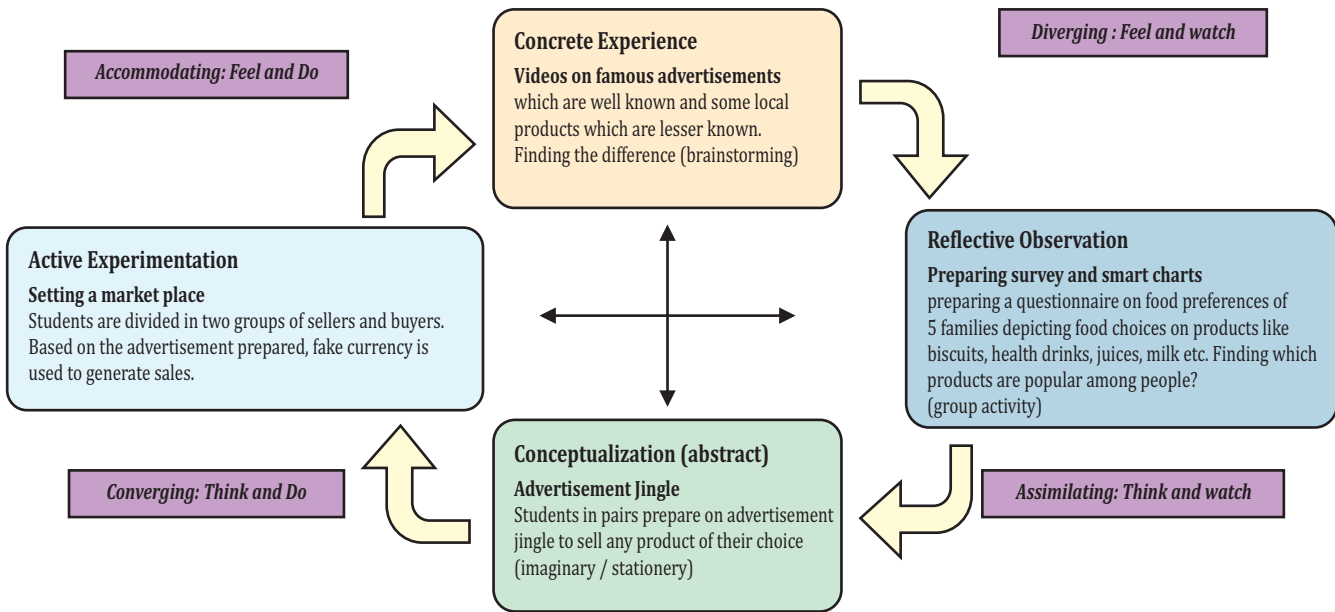 Accommodating: Feel and Do
Concrete Experience
Videos on famous advertisements
which are well known and some local
products which are lesser known.
Finding the difference (brainstorming)
Diverging : Feel and watch
Active Experimentation
Setting a market place
Students are divided in two groups of sellers and buyers.
Based on the advertisement prepared, fake currency is
used to generate sales.
Reflective Observation
Preparing survey and smart charts
preparing a questionnaire on food preferences of
5 families depicting food choices on products like
biscuits, health drinks, juices, milk etc. Finding which
products are popular among people?
(group activity)
Converging: Think and Do
Conceptualization (abstract)
Advertisement Jingle
Students in pairs prepare on advertisement
jingle to sell any product of their choice
(imaginary / stationery)
Assimilating: Think and watch